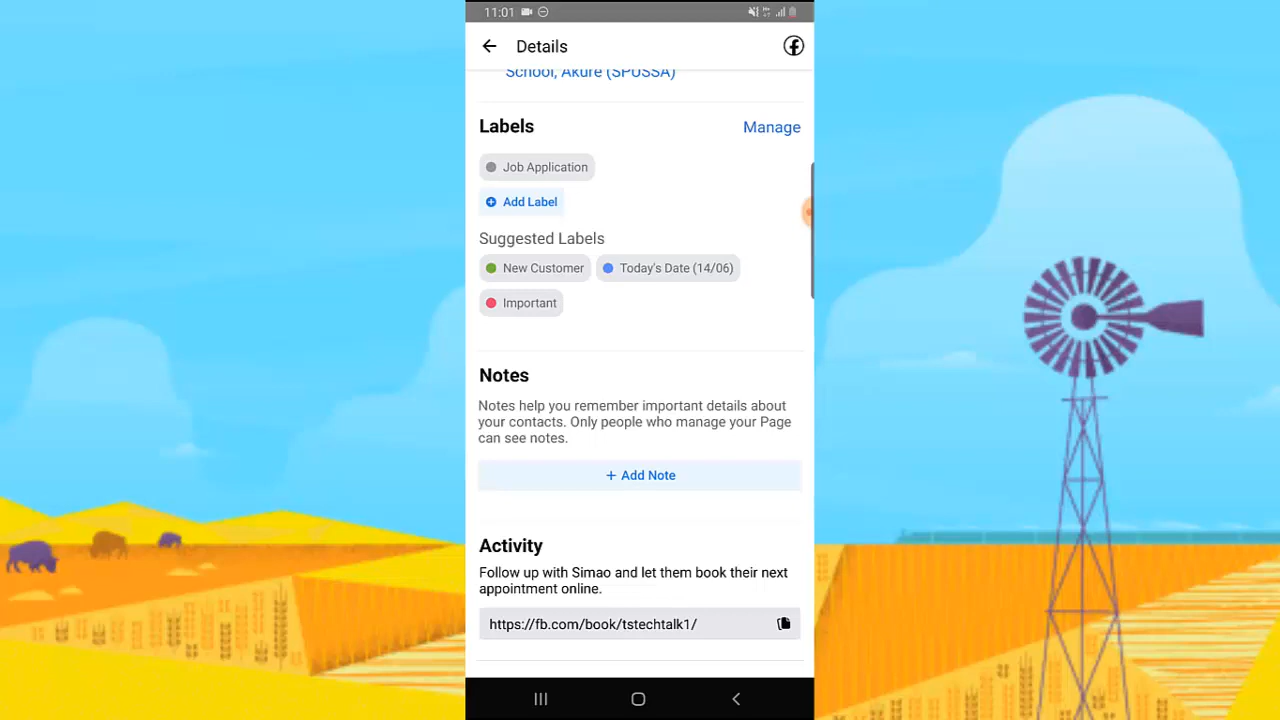 11:01
Details
School, Akure (SPUSSA)
Labels
Manage
Job Application
Add Label
Suggested Labels
New Customer
Today's Date (14/06)
Important
Notes
Notes help you remember important details about
your contacts. Only people who manage your Page
can see notes.
+ Add Note
Activity
Follow up with Simao and let them book their next
appointment online.
https://fb.com/book/tstechtalk1/